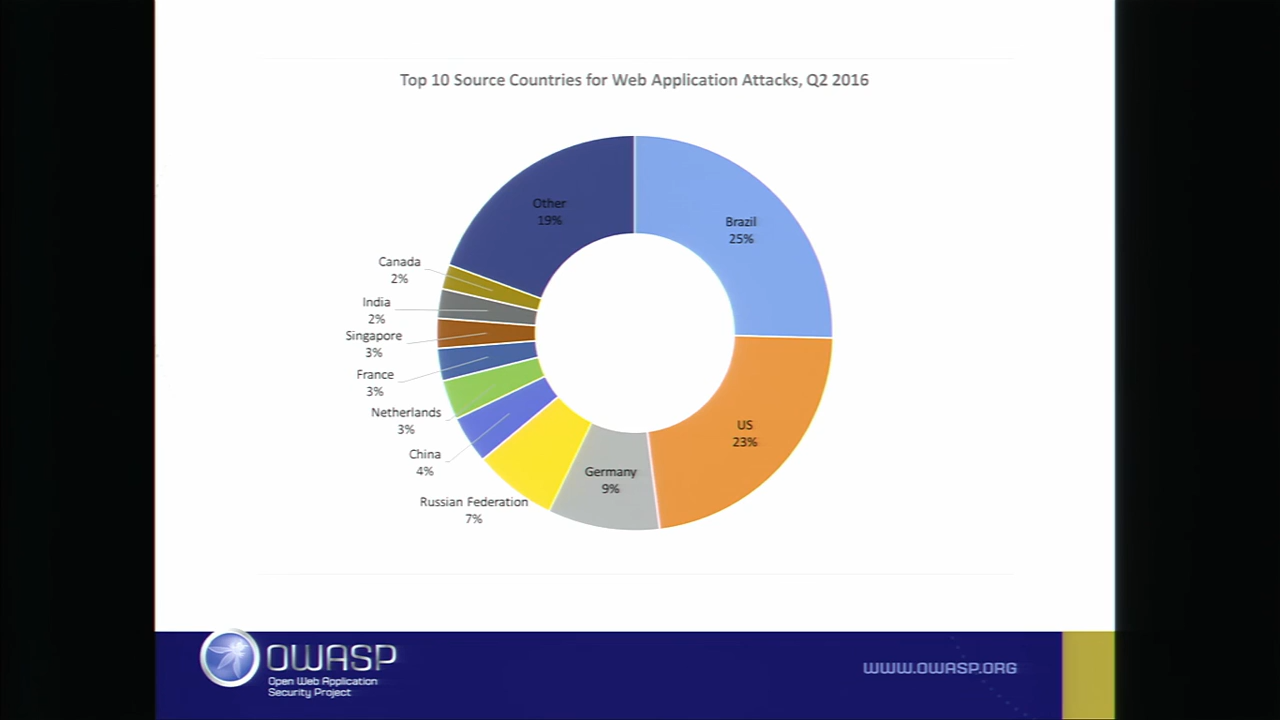 Top 10 Source Countries for Web Application Attacks, Q2 2016
Other
19%
Brazil
25%
Canada
2%
India
2%
Singapore
3%
France
3%
Netherlands
3%
China
4%
Russian Federation
7%
Germany
9%
US
23%
OWASP
Open Web Application
Security Project
WWW.OWASP.ORG